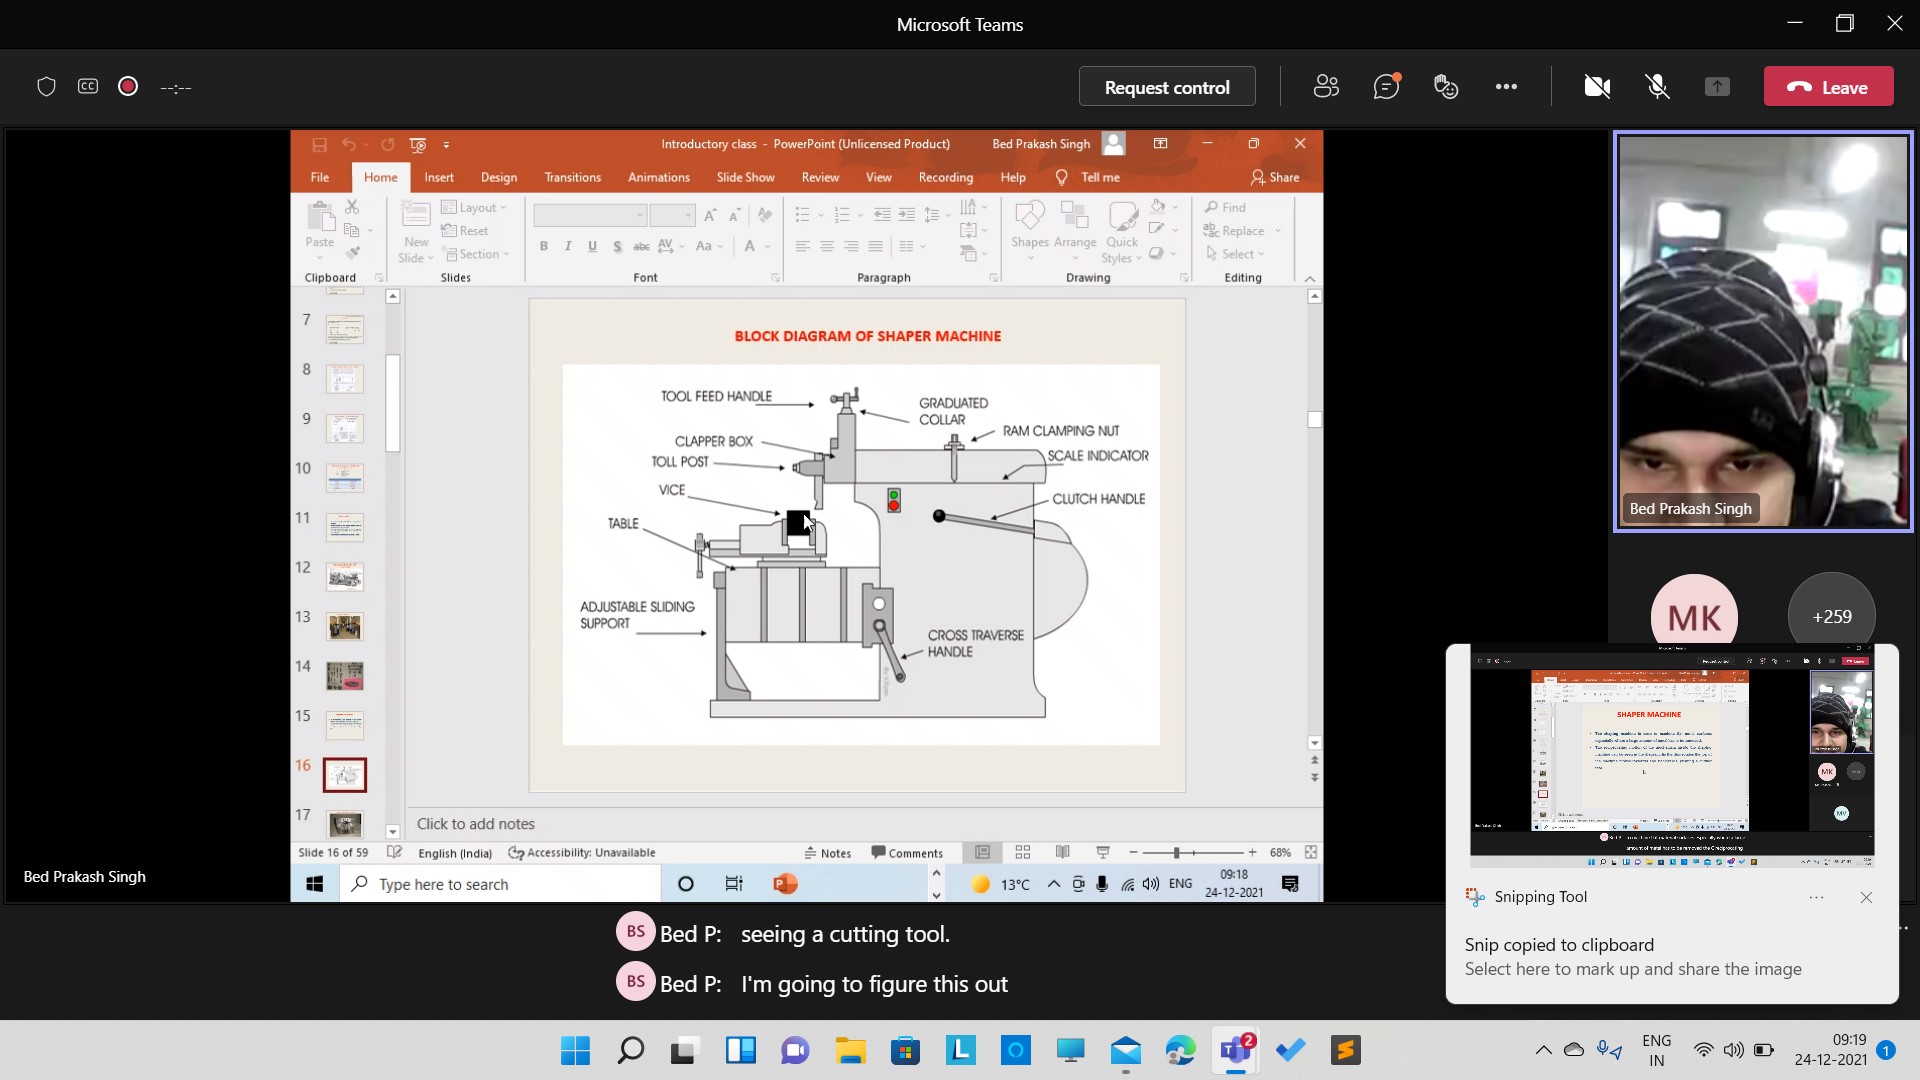 Microsoft Teams
CC
--:--
Request control
Leave
Introductory class - PowerPoint (Unlicensed Product)
Bed Prakash Singh
File Home Insert Design Transitions Animations Slide Show Review View Recording Help Tell me Share
Paste
New Slide
Layout
Reset
Section
B I U S abc AV Aa A
Shapes Arrange Quick Styles
Find
Replace
Select
Clipboard Slides Font Paragraph Drawing Editing
7
8
9
10
11
12
13
14
15
16
17
BLOCK DIAGRAM OF SHAPER MACHINE
TOOL FEED HANDLE
GRADUATED
COLLAR
RAM CLAMPING NUT
CLAPPER BOX
SCALE INDICATOR
TOLL POST
VICE
CLUTCH HANDLE
TABLE
ADJUSTABLE SLIDING
SUPPORT
CROSS TRAVERSE
HANDLE
Click to add notes
Slide 16 of 59 English (India) Accessibility: Unavailable Notes Comments 68%
Type here to search
13°C ENG
09:18
24-12-2021
Bed Prakash Singh
Bed Prakash Singh
MK
+259
BS Bed P: seeing a cutting tool.
BS Bed P: I'm going to figure this out
SHAPER MACHINE
MK
MV
Snipping Tool
Snip copied to clipboard
Select here to mark up and share the image
2
ENG
IN
09:19
24-12-2021
1